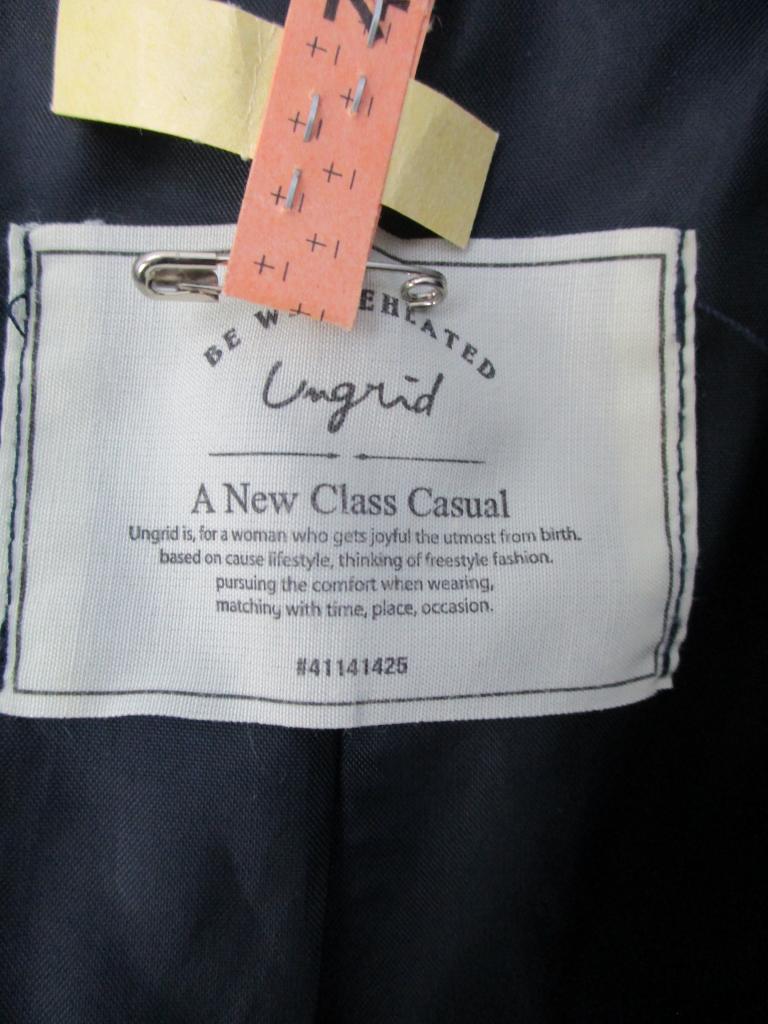 BE
Ungrid
A New Class Casual
Ungrid is, for a woman who gets joyful the utmost from birth.
based on cause lifestyle, thinking of freestyle fashion.
pursuing the comfort when wearing,
matching with time, place, occasion.
#41141425